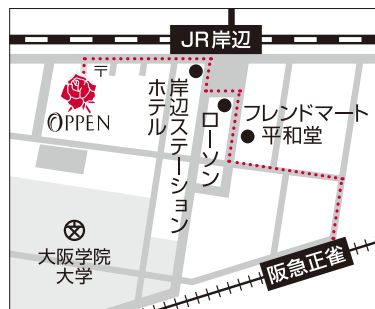 JR岸辺
〒
OPPEN
岸辺ステーション
ホテル
ローソン
フレンドマート
平和堂
大阪学院
大学
阪急正雀